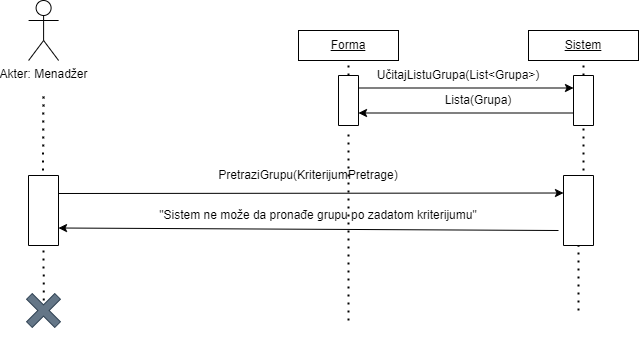 Forma
Sistem
Akter: Menadžer
UčitajListuGrupa(List<Grupa>)
Lista(Grupa)
PretraziGrupu(KriterijumPretrage)
"Sistem ne može da pronađe grupu po zadatom kriterijumu"